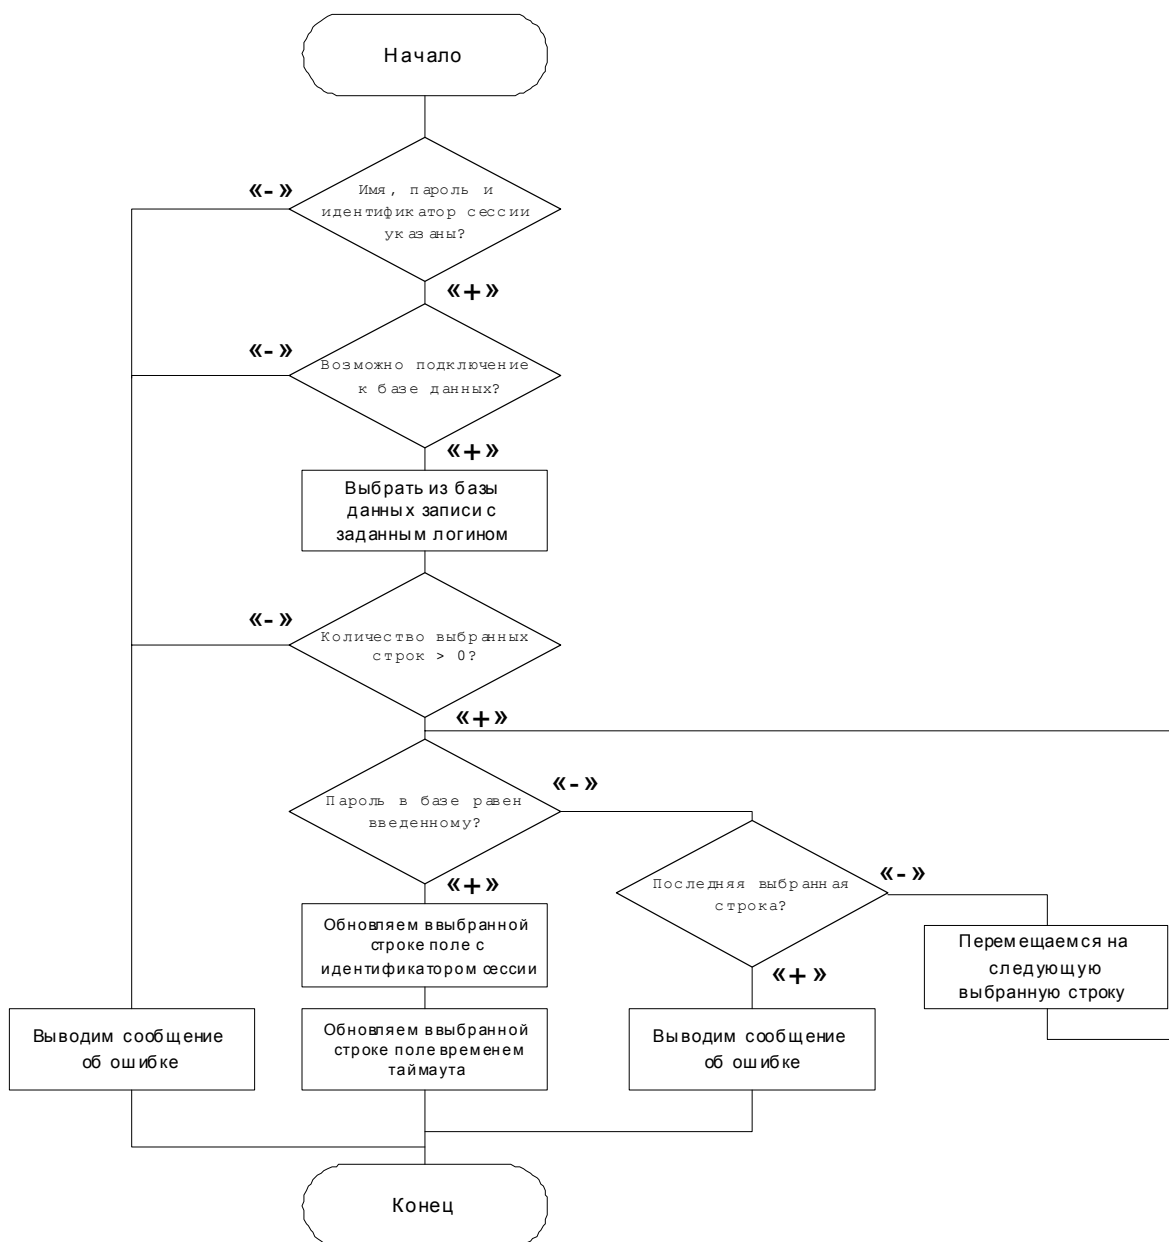 Начало
«-»
Имя, пароль и
идентификатор сессии
указаны?
«+»
«-»
Возможно подключение
к базе данных?
«+»
Выбрать из базы
данных записи с
заданным логином
«-»
Количество выбранных
строк > 0?
«+»
«-»
Пароль в базе равен
введенному?
«+»
«-»
Последняя выбранная
строка?
«+»
Обновляем ввыбранной
строке поле с
идентификатором сессии
Перемещаемся на
следующую
выбранную строку
Выводим сообщение
об ошибке
Обновляем ввыбранной
строке поле временем
таймаута
Выводим сообщение
об ошибке
Конец